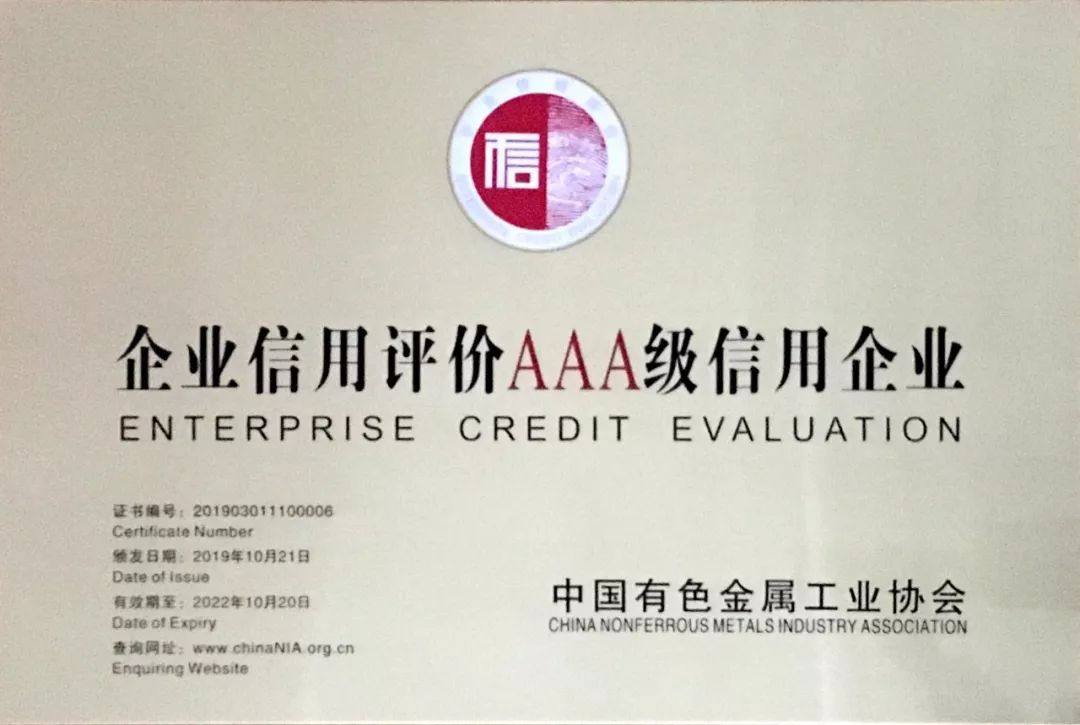 信
企业信用评价AAA级信用企业
ENTERPRISE CREDIT EVALUATION
证书编号：201903011100006
Certificate Number
颁发日期：2019年10月21日
Date of Issue
有效期至：2022年10月20日
Date of Expiry
查询网址：www.chinaNIA.org.cn
Enquiring Website
中国有色金属工业协会
CHINA NONFERROUS METALS INDUSTRY ASSOCIATION